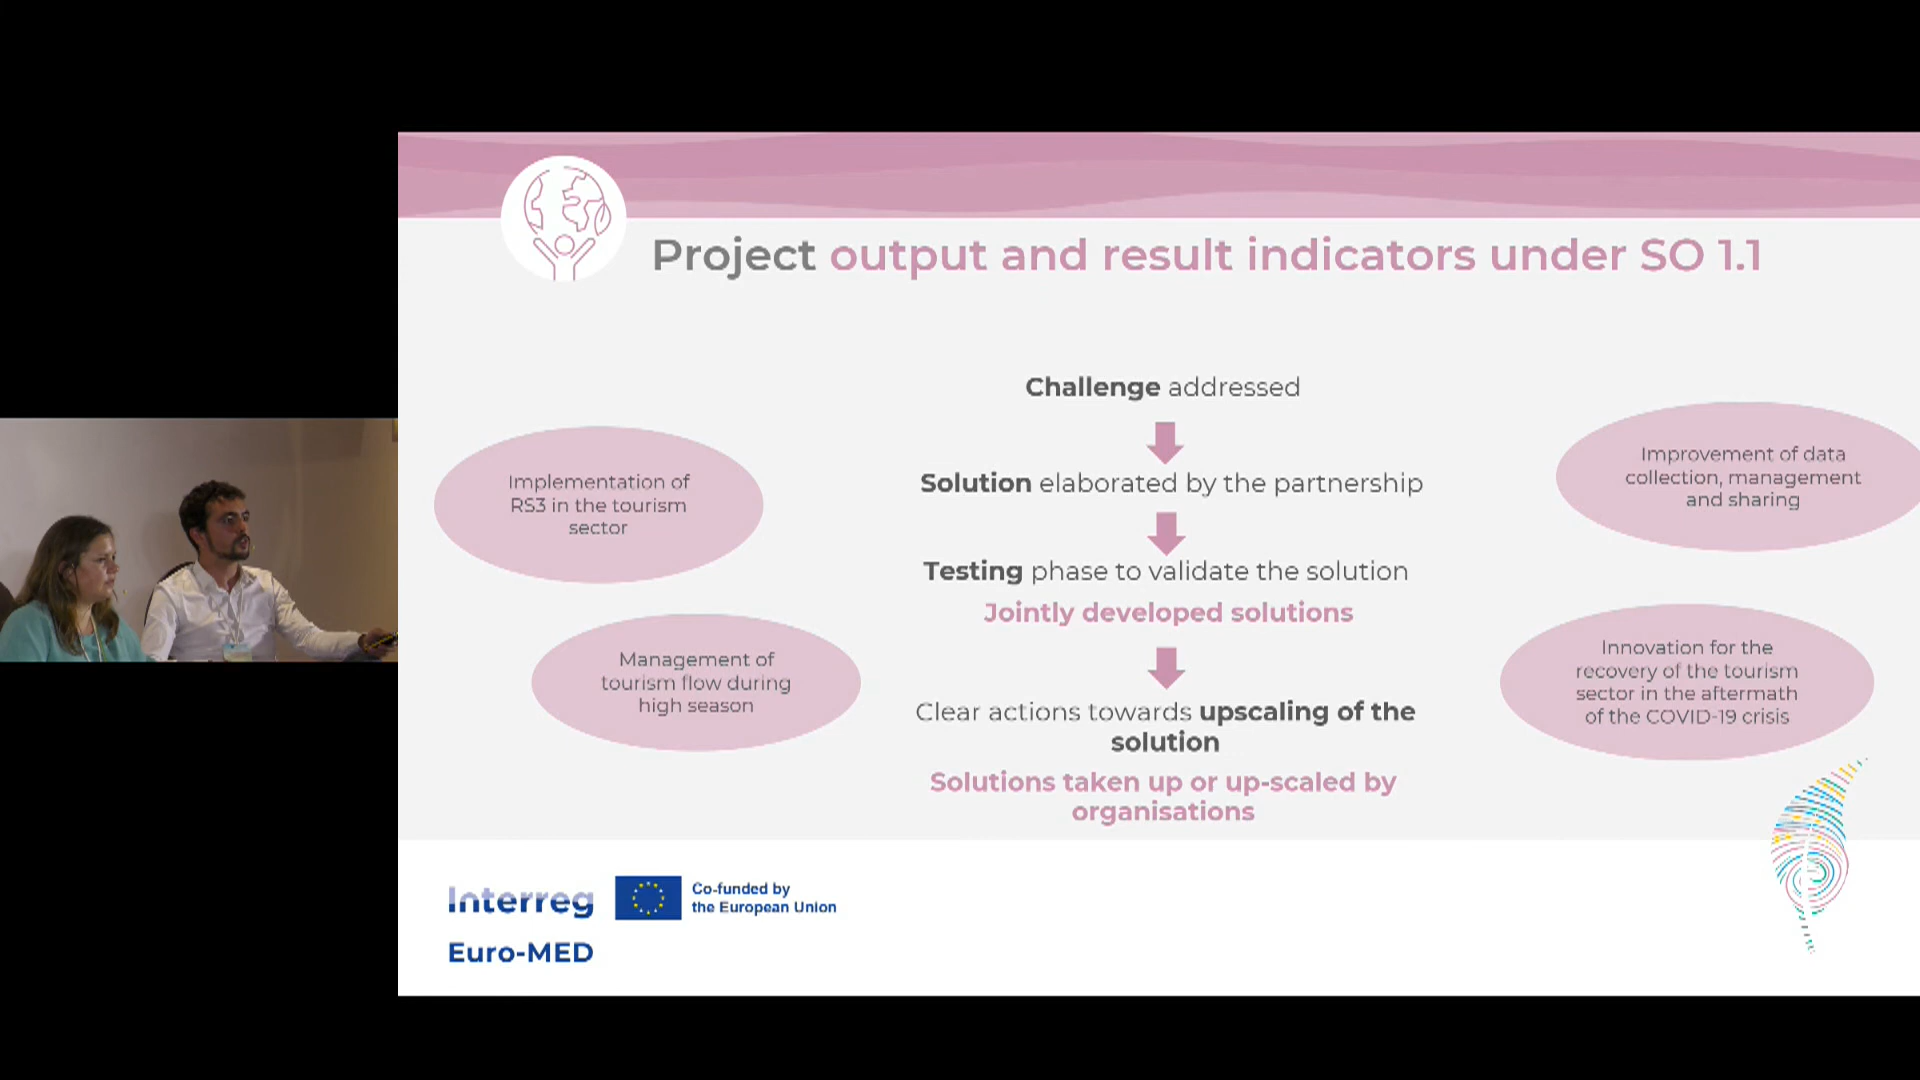 Project output and result indicators under SO 1.1
Challenge addressed
Solution elaborated by the partnership
Testing phase to validate the solution
Jointly developed solutions
Clear actions towards upscaling of the
solution
Solutions taken up or up-scaled by
organisations
Implementation of
RS3 in the tourism
sector
Management of
tourism flow during
high season
Improvement of data
collection, management
and sharing
Innovation for the
recovery of the tourism
sector in the aftermath
of the COVID-19 crisis
Interreg
Co-funded by
the European Union
Euro-MED